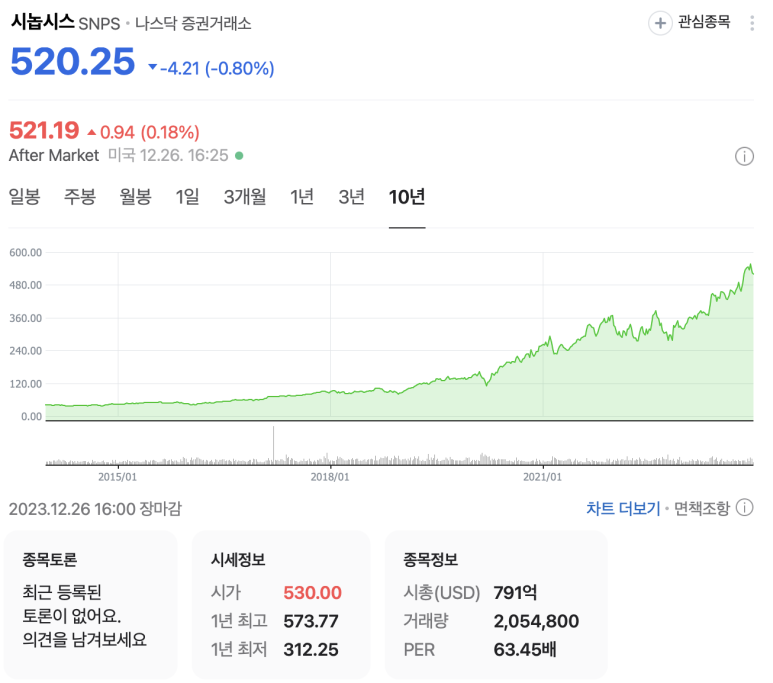 시놉시스 SNPS • 나스닥 증권거래소
+ 관심종목
520.25 ▼-4.21 (-0.80%)
521.19 ▲0.94 (0.18%)
After Market 미국 12.26. 16:25
일봉 주봉 월봉 1일 3개월 1년 3년 10년
600.00
480.00
360.00
240.00
120.00
0.00
2015/01 2018/01 2021/01
2023.12.26 16:00 장마감
차트 더보기 • 면책조항
종목토론
최근 등록된
토론이 없어요.
의견을 남겨보세요
시세정보
시가 530.00
1년 최고 573.77
1년 최저 312.25
종목정보
시총(USD) 791억
거래량 2,054,800
PER 63.45배